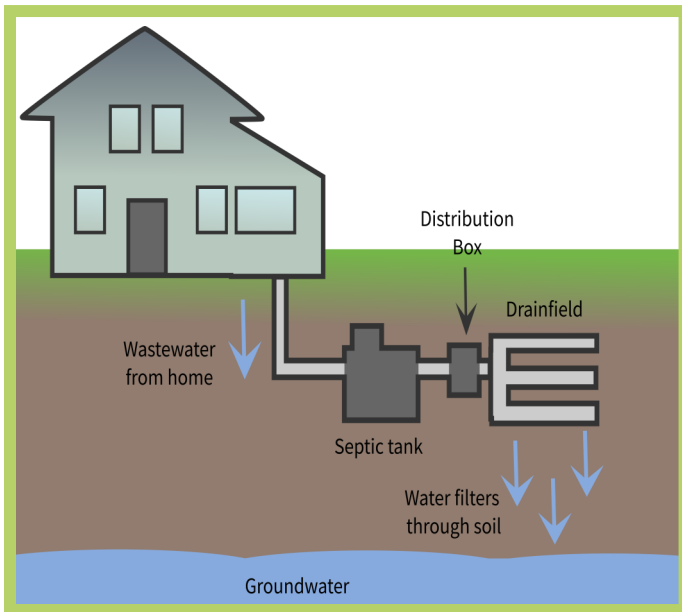 Distribution
Box
Drainfield
Wastewater
from home
Septic tank
Water filters
through soil
Groundwater